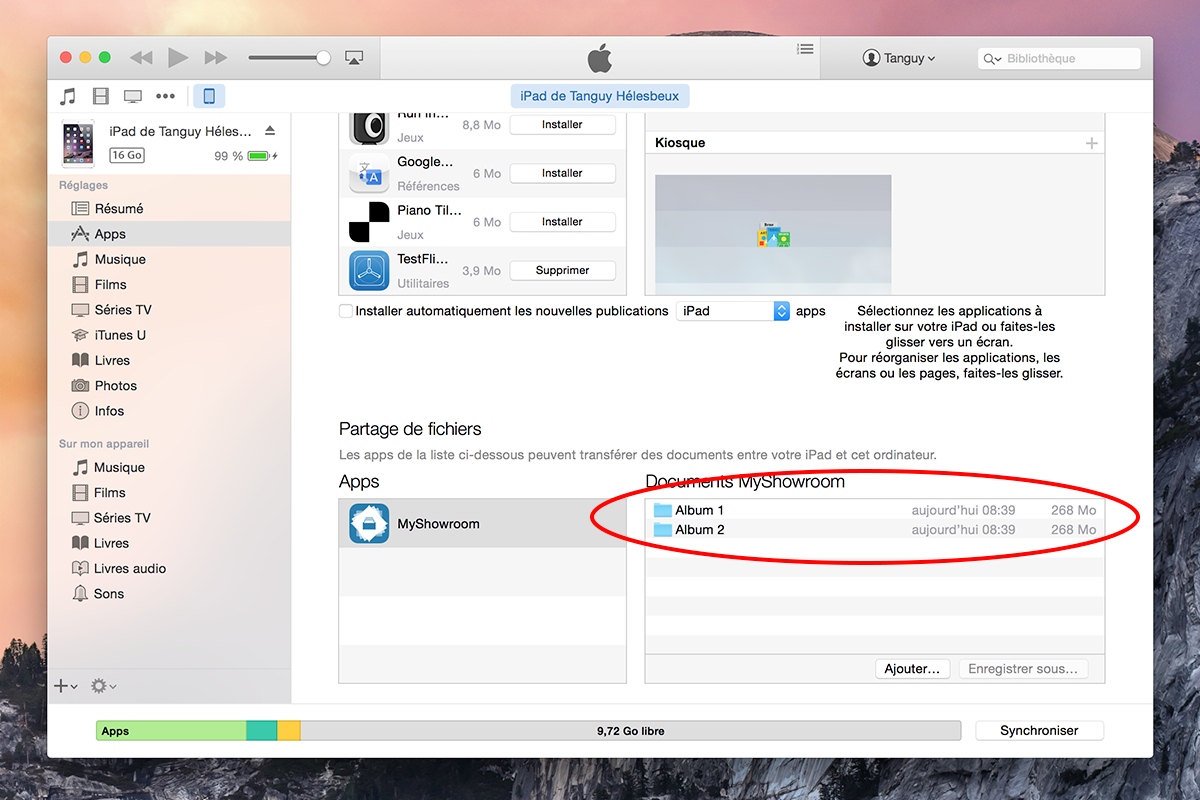 Tanguy
Bibliothèque
iPad de Tanguy Hélesbeux
iPad de Tanguy Héles...
16 Go
99 %
Réglages
Résumé
Apps
Musique
Films
Séries TV
iTunes U
Livres
Photos
Infos
Sur mon appareil
Musique
Films
Séries TV
Livres
Livres audio
Sons
8,8 Mo
Installer
Jeux
Google...
6 Mo
Installer
Références
Piano Til...
6 Mo
Installer
Jeux
TestFli...
3,9 Mo
Supprimer
Utilitaires
Kiosque
Installer automatiquement les nouvelles publications
iPad
apps
Sélectionnez les applications à
installer sur votre iPad ou faites-les
glisser vers un écran.
Pour réorganiser les applications, les
écrans ou les pages, faites-les glisser.
Partage de fichiers
Les apps de la liste ci-dessous peuvent transférer des documents entre votre iPad et cet ordinateur.
Apps
MyShowroom
Documents MyShowroom
Album 1 aujourd'hui 08:39 268 Mo
Album 2 aujourd'hui 08:39 268 Mo
Ajouter...
Enregistrer sous...
Apps
9,72 Go libre
Synchroniser